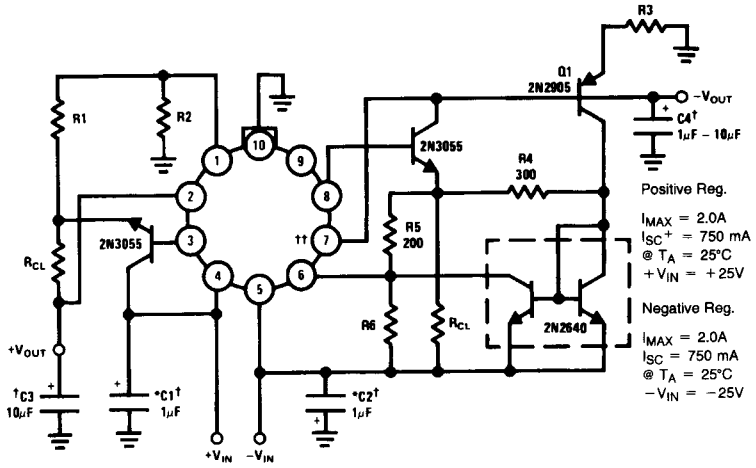 R3
Q1
2N2905
−VOUT
C4†
1µF – 10µF
R1
R2
10
1
9
2
8
2N3055
R4
300
Positive Reg.
IMAX = 2.0A
ISC+ = 750 mA
@ TA = 25°C
+VIN = +25V
2N3055
3
††
7
R5
200
RCL
4
5
6
R6
RCL
2N2640
Negative Reg.
IMAX = 2.0A
ISC = 750 mA
@ TA = 25°C
−VIN = −25V
+VOUT
†C3
10µF
+
*C1†
1µF
+
*C2†
1µF
+
+
+VIN
−VIN